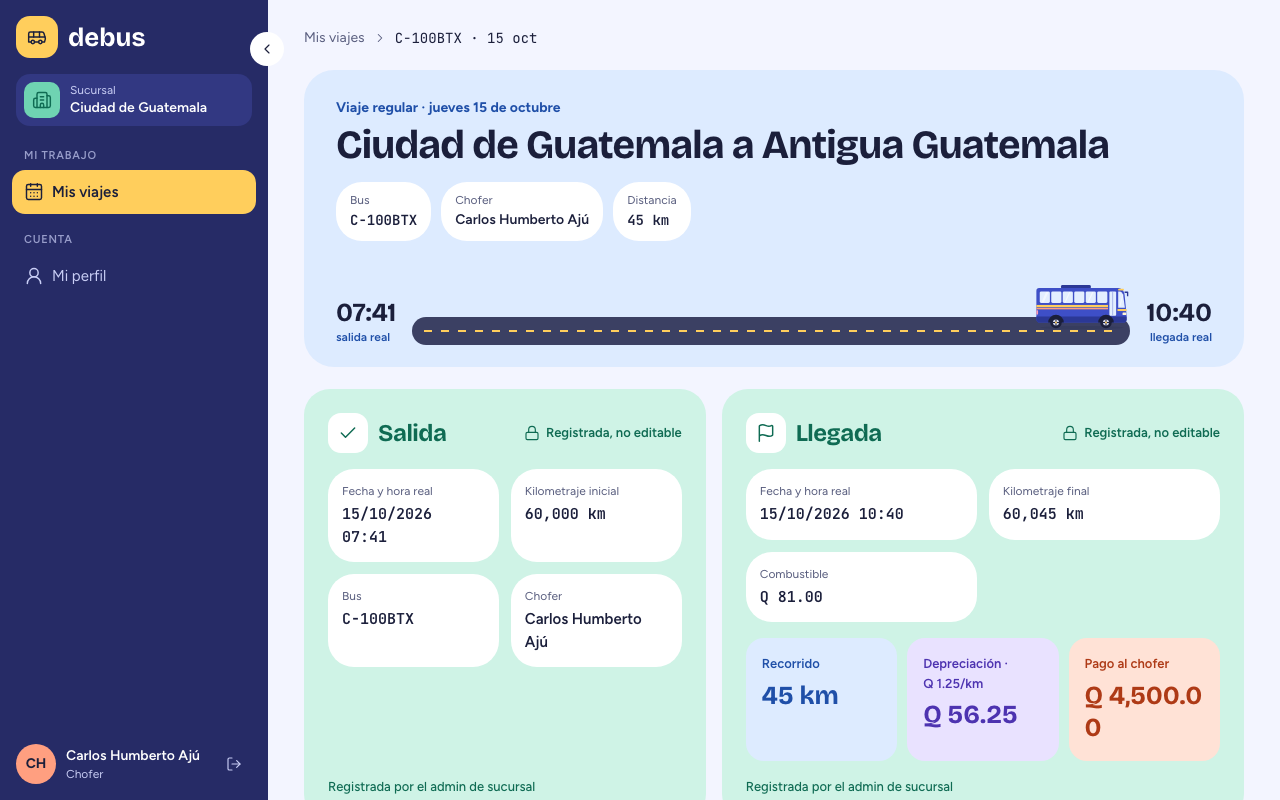 debus
Sucursal
Ciudad de Guatemala
MI TRABAJO
Mis viajes
CUENTA
Mi perfil
CH
Carlos Humberto Ajú
Chofer
Mis viajes
C-100BTX · 15 oct
Viaje regular · jueves 15 de octubre
Ciudad de Guatemala a Antigua Guatemala
Bus
C-100BTX
Chofer
Carlos Humberto Ajú
Distancia
45 km
07:41
salida real
10:40
llegada real
Salida
Registrada, no editable
Fecha y hora real
15/10/2026
07:41
Kilometraje inicial
60,000 km
Bus
C-100BTX
Chofer
Carlos Humberto
Ajú
Registrada por el admin de sucursal
Llegada
Registrada, no editable
Fecha y hora real
15/10/2026 10:40
Kilometraje final
60,045 km
Combustible
Q 81.00
Recorrido
45 km
Depreciación ·
Q 1.25/km
Q 56.25
Pago al chofer
Q 4,500.0
0
Registrada por el admin de sucursal